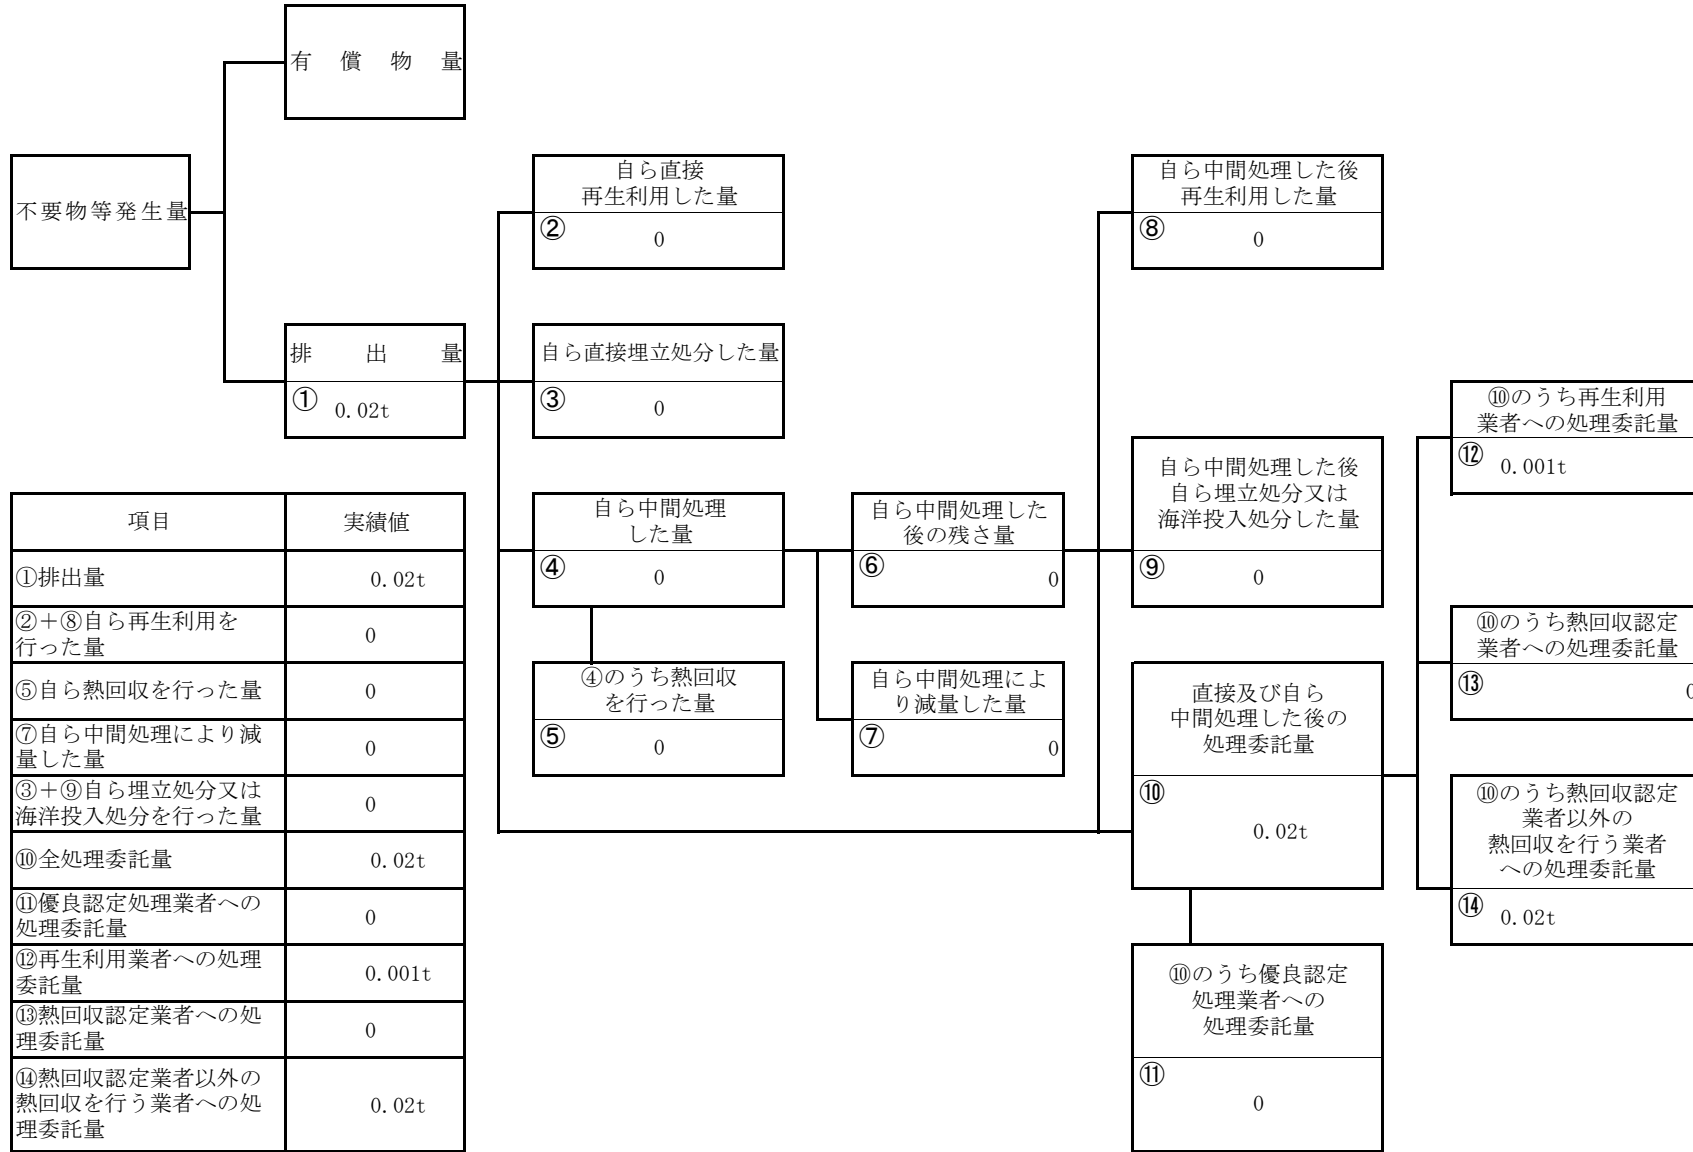 有償物量
不要物等発生量
排出量
① 0.02t
自ら直接
再生利用した量
② 0
自ら直接埋立処分した量
③ 0
自ら中間処理
した量
④ 0
④のうち熱回収
を行った量
⑤ 0
自ら中間処理した
後の残さ量
⑥ 0
自ら中間処理によ
り減量した量
⑦ 0
自ら中間処理した後
再生利用した量
⑧ 0
自ら中間処理した後
自ら埋立処分又は
海洋投入処分した量
⑨ 0
直接及び自ら
中間処理した後の
処理委託量
⑩ 0.02t
⑩のうち優良認定
処理業者への
処理委託量
⑪ 0
⑩のうち再生利用
業者への処理委託量
⑫ 0.001t
⑩のうち熱回収認定
業者への処理委託量
⑬ 0
⑩のうち熱回収認定
業者以外の
熱回収を行う業者
への処理委託量
⑭ 0.02t
項目 実績値
①排出量 0.02t
②+⑧自ら再生利用を
行った量 0
⑤自ら熱回収を行った量 0
⑦自ら中間処理により減
量した量 0
③+⑨自ら埋立処分又は
海洋投入処分を行った量 0
⑩全処理委託量 0.02t
⑪優良認定処理業者への
処理委託量 0
⑫再生利用業者への処理
委託量 0.001t
⑬熱回収認定業者への処
理委託量 0
⑭熱回収認定業者以外の
熱回収を行う業者への処
理委託量 0.02t